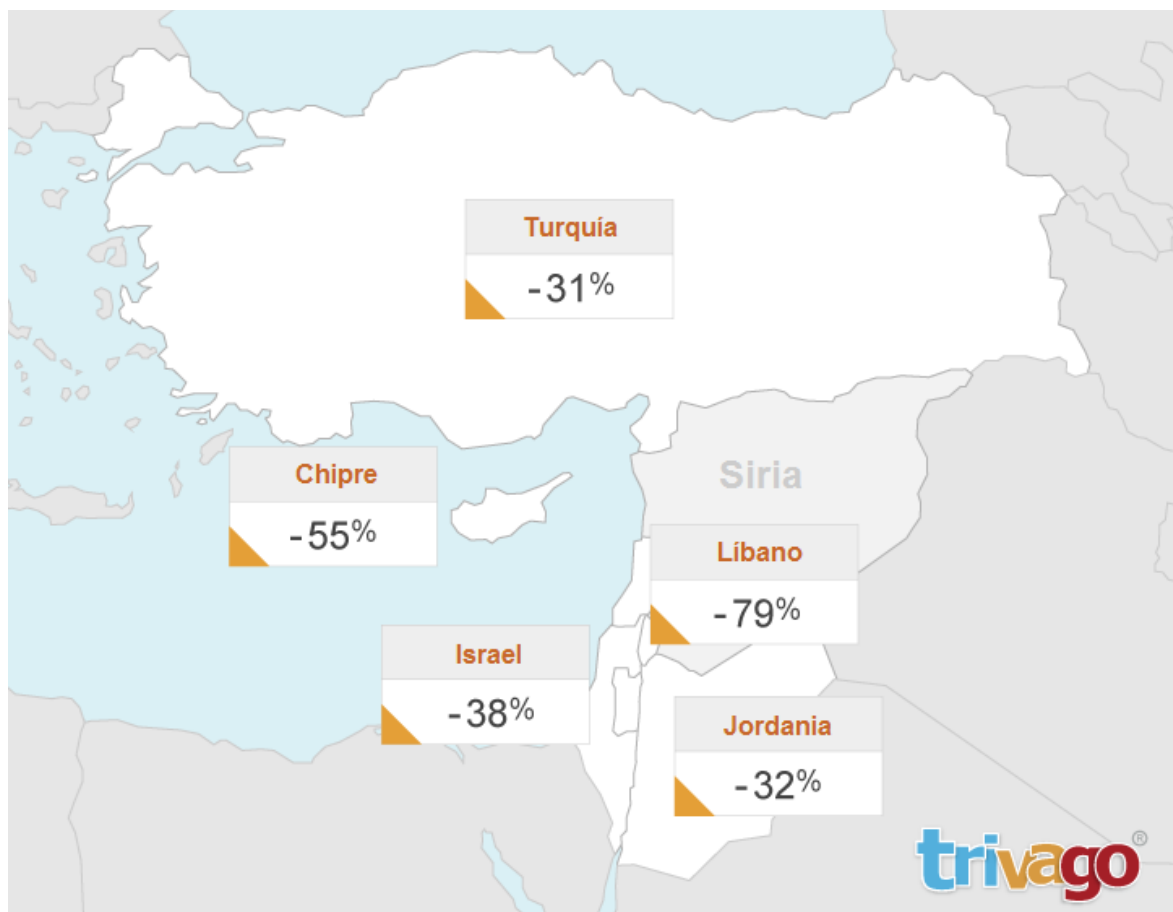 Turquía
-31%
Siria
Chipre
-55%
Líbano
-79%
Israel
-38%
Jordania
-32%
trivago®